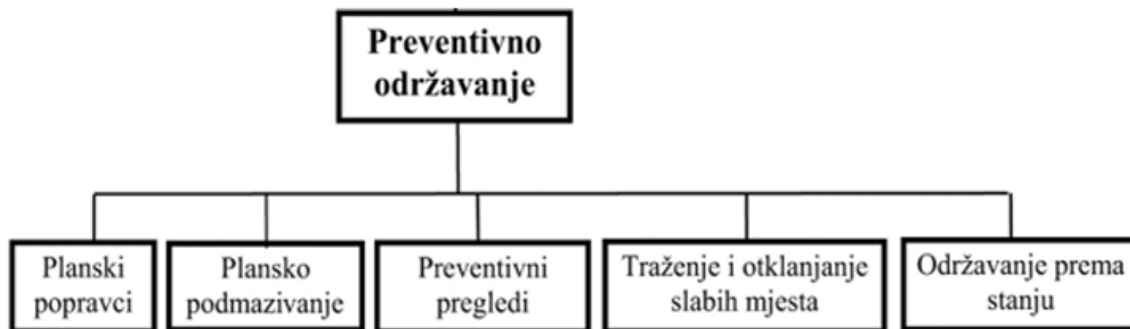 Preventivno
održavanje
Planski
popravci
Plansko
podmazivanje
Preventivni
pregledi
Traženje i otklanjanje
slabih mjesta
Održavanje prema
stanju